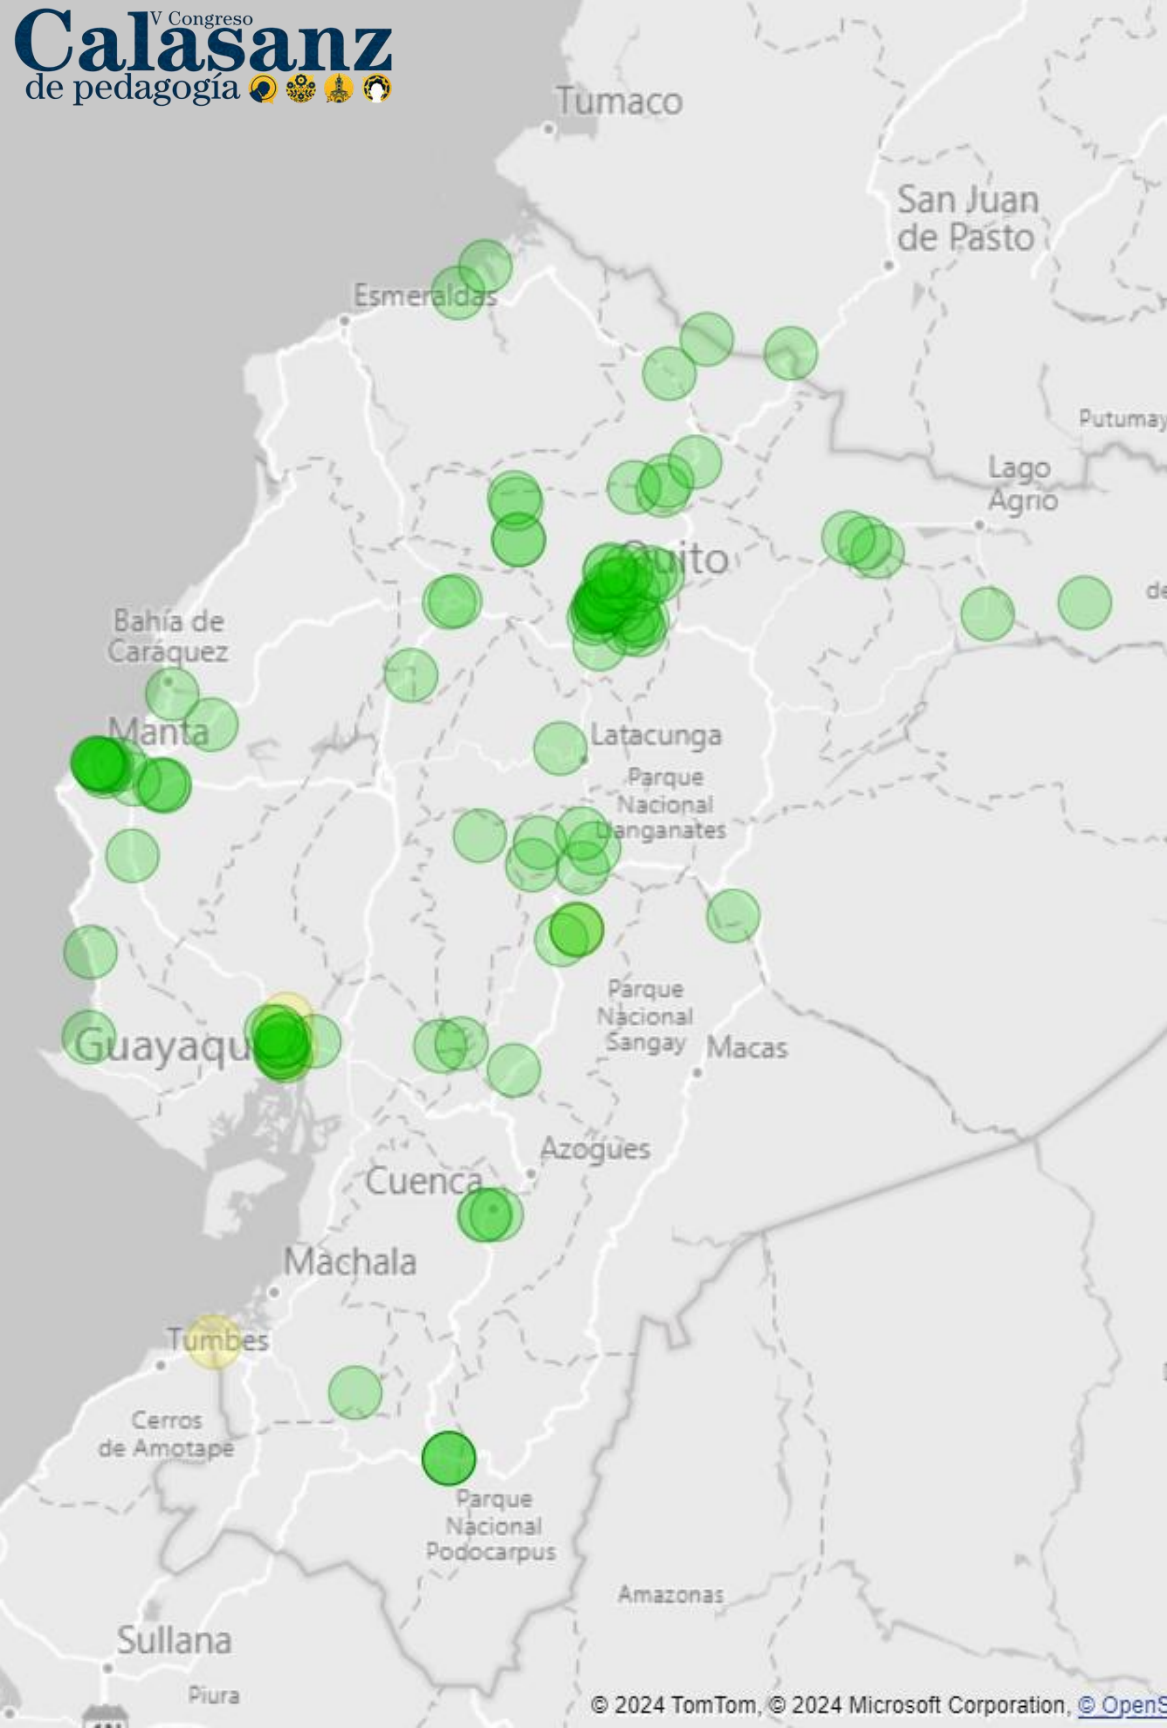 V Congreso
Calasanz
de pedagogía
Tumaco
San Juan
de Pasto
Esmeraldas
Putumay
Lago
Agrio
Quito
de
Bahía de
Caráquez
Manta
Latacunga
Parque
Nacional
Llanganates
Parque
Nacional
Sangay
Macas
Guayaqu
Azogues
Cuenca
Machala
Tumbes
Cerros
de Amotape
Parque
Nacional
Podocarpus
Amazonas
Sullana
Piura
© 2024 TomTom, © 2024 Microsoft Corporation, © OpenS